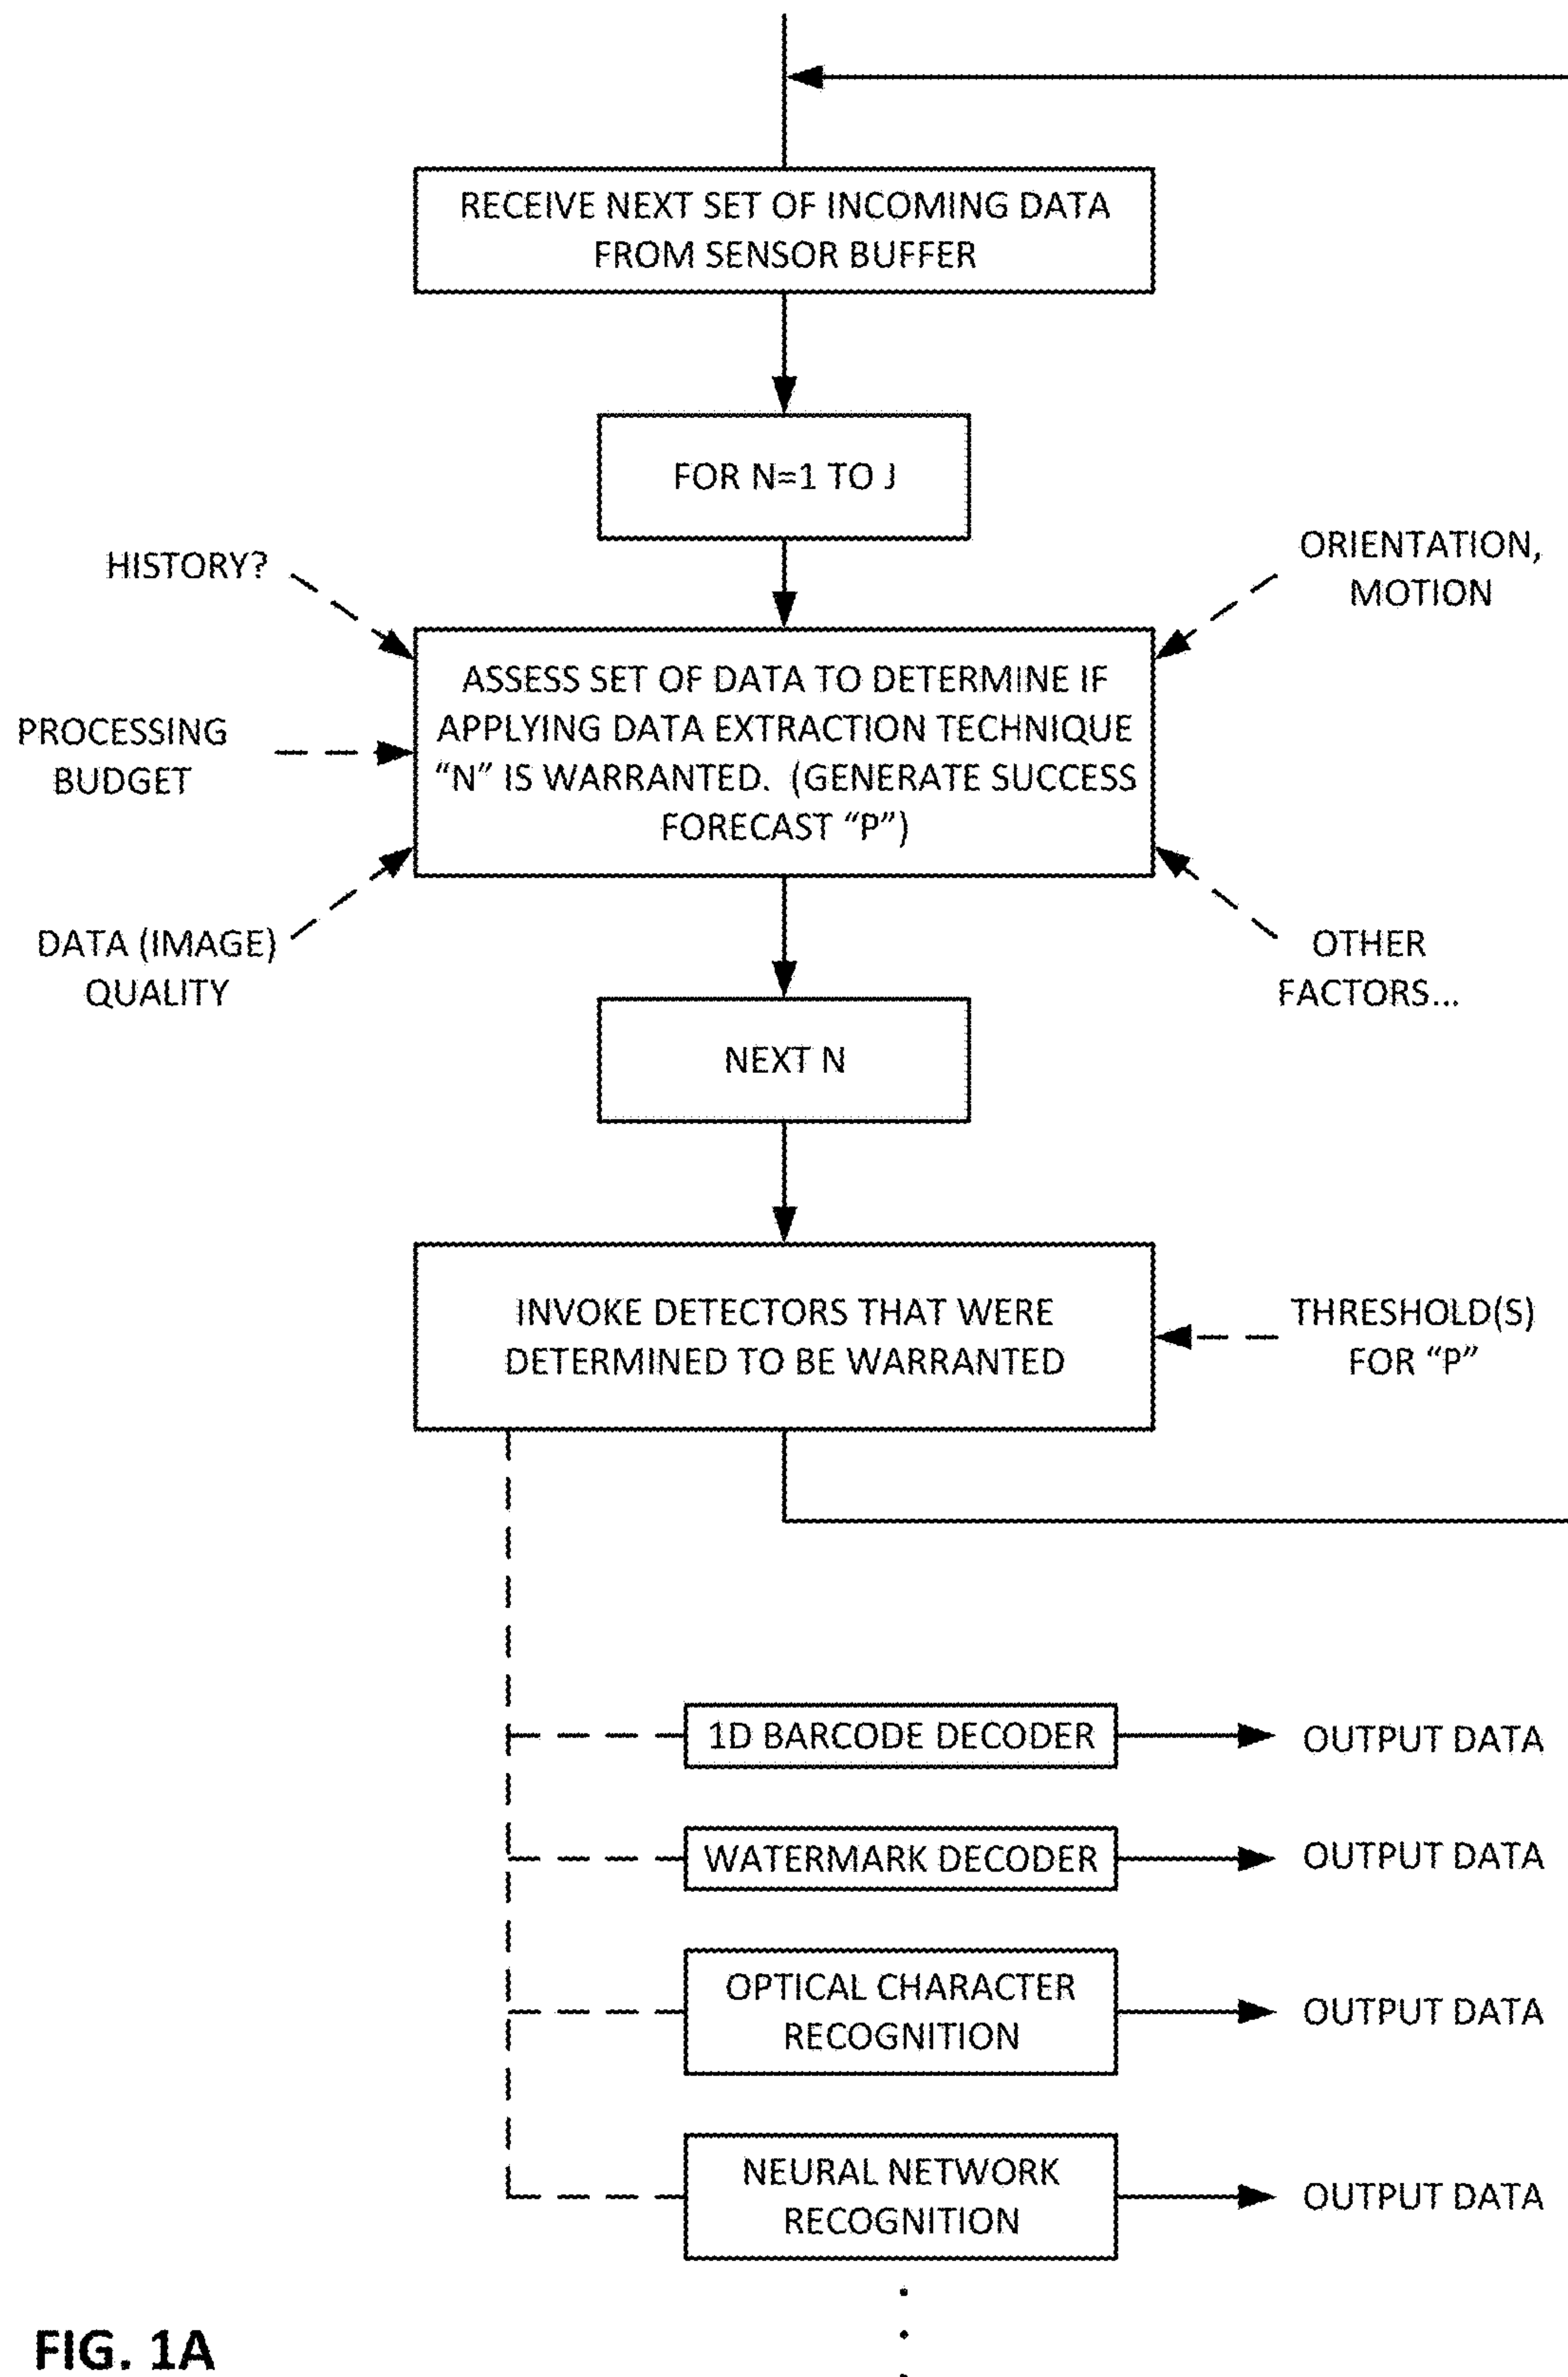 RECEIVE NEXT SET OF INCOMING DATA
FROM SENSOR BUFFER
FOR N=1 TO J
HISTORY?
ORIENTATION,
MOTION
PROCESSING
BUDGET
ASSESS SET OF DATA TO DETERMINE IF
APPLYING DATA EXTRACTION TECHNIQUE
“N” IS WARRANTED.  (GENERATE SUCCESS
FORECAST “P”)
DATA (IMAGE)
QUALITY
OTHER
FACTORS...
NEXT N
INVOKE DETECTORS THAT WERE
DETERMINED TO BE WARRANTED
THRESHOLD(S)
FOR “P”
1D BARCODE DECODER
OUTPUT DATA
WATERMARK DECODER
OUTPUT DATA
OPTICAL CHARACTER
RECOGNITION
OUTPUT DATA
NEURAL NETWORK
RECOGNITION
OUTPUT DATA
FIG. 1A